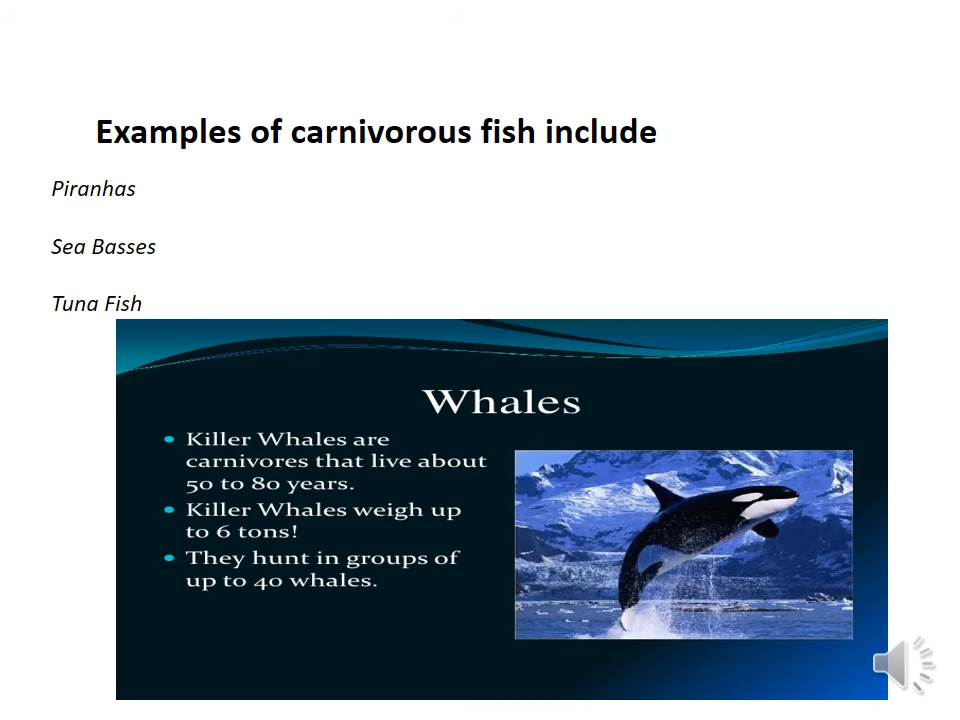 Examples of carnivorous fish include
Piranhas
Sea Basses
Tuna Fish
Whales
• Killer Whales are
carnivores that live about
50 to 80 years.
• Killer Whales weigh up
to 6 tons!
• They hunt in groups of
up to 40 whales.